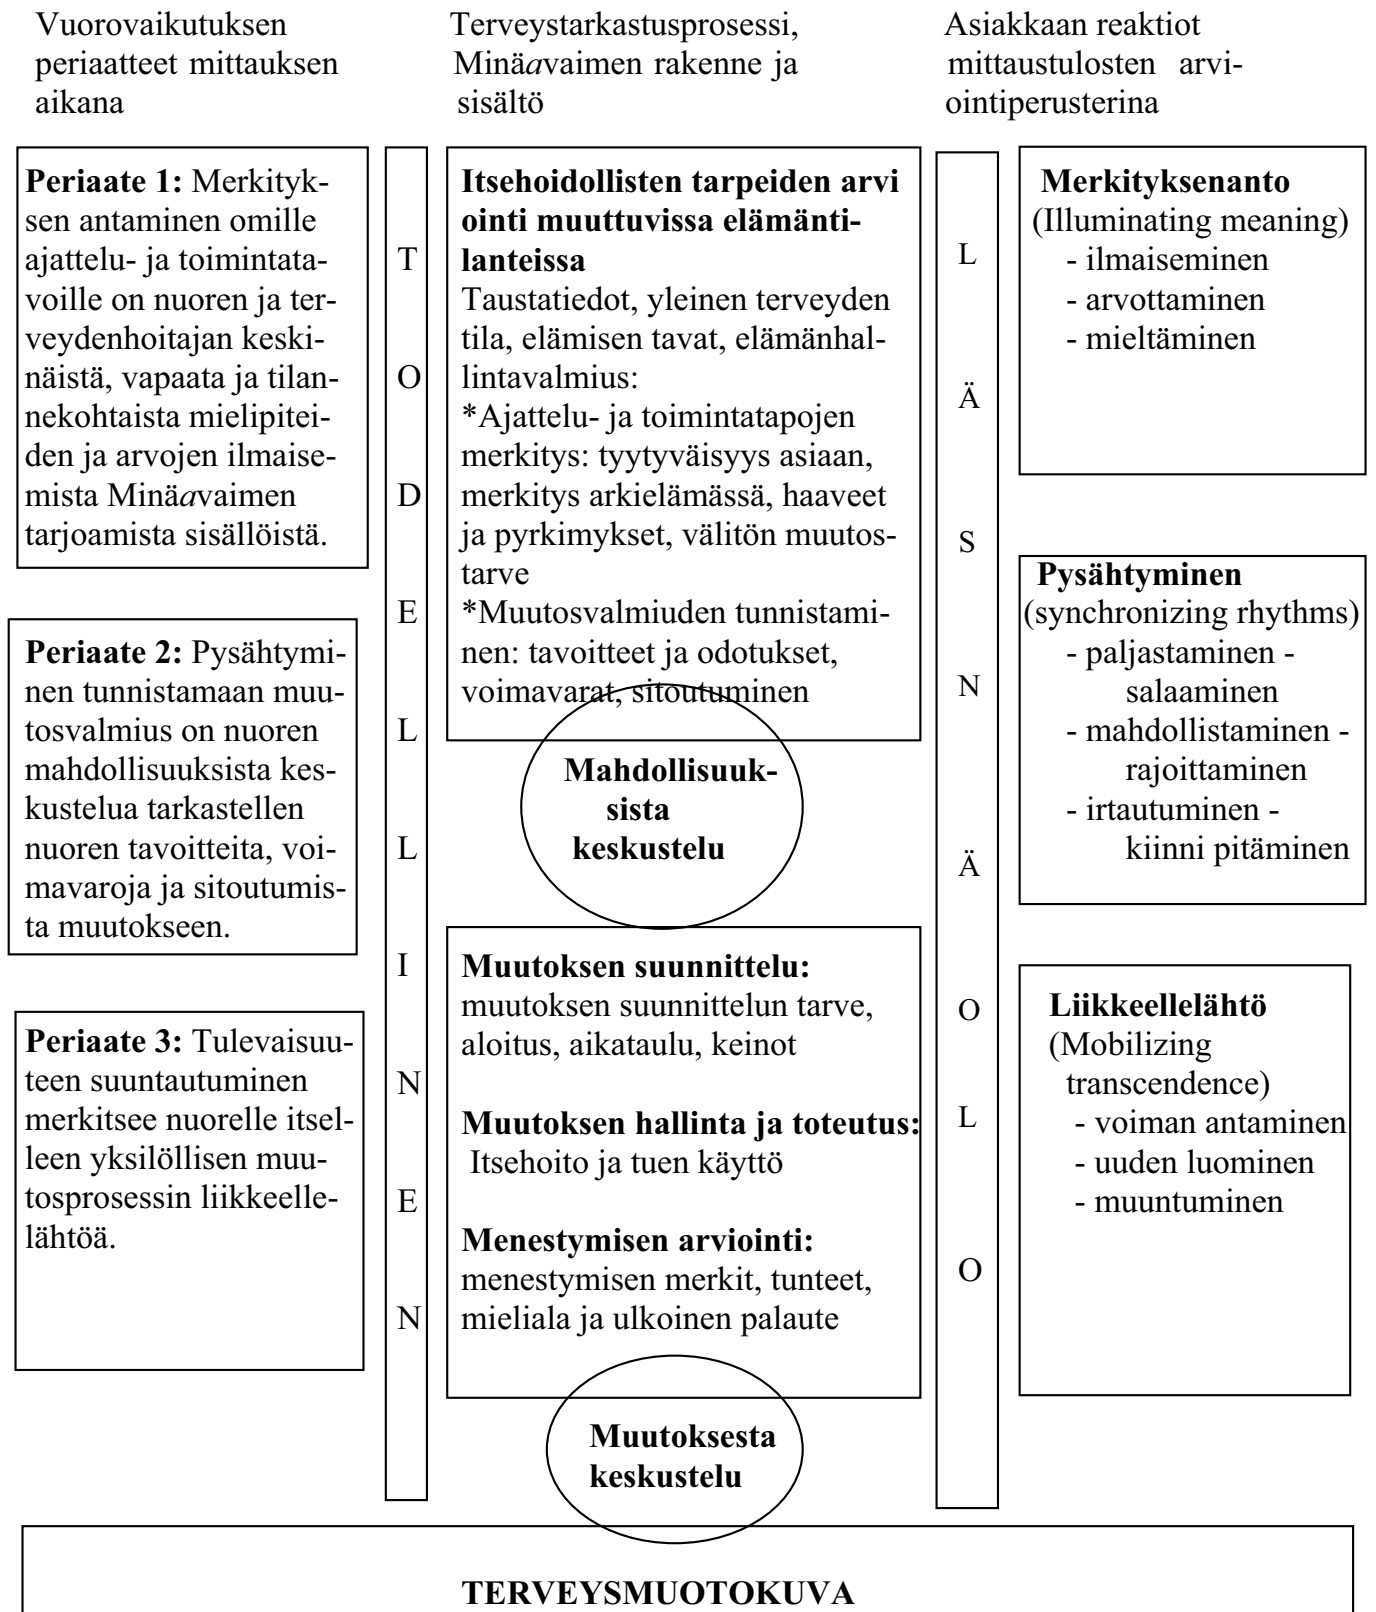 Vuorovaikutuksen
periaatteet mittauksen
aikana
Terveystarkastusprosessi,
Minäavaimen rakenne ja
sisältö
Asiakkaan reaktiot
mittaustulosten arvi-
ointiperusterina
Periaate 1: Merkityk-
sen antaminen omille
ajattelu- ja toimintata-
voille on nuoren ja ter-
veydenhoitajan keski-
näistä, vapaata ja tilan-
nekohtaista mielipitei-
den ja arvojen ilmaise-
mista Minäavaimen
tarjoamista sisällöistä.
Periaate 2: Pysähtymi-
nen tunnistamaan muu-
tosvalmius on nuoren
mahdollisuuksista kes-
kustelua tarkastellen
nuoren tavoitteita, voi-
mavaroja ja sitoutumis-
ta muutokseen.
Periaate 3: Tulevaisuu-
teen suuntautuminen
merkitsee nuorelle itsel-
leen yksilöllisen muu-
tosprosessin liikkeelle-
lähtöä.
T
O
D
E
L
L
I
N
E
N
Itsehoidollisten tarpeiden arvi
ointi muuttuvissa elämänti-
lanteissa
Taustatiedot, yleinen terveyden
tila, elämisen tavat, elämänhal-
lintavalmius:
*Ajattelu- ja toimintatapojen
merkitys: tyytyväisyys asiaan,
merkitys arkielämässä, haaveet
ja pyrkimykset, välitön muutos-
tarve
*Muutosvalmiuden tunnistami-
nen: tavoitteet ja odotukset,
voimavarat, sitoutuminen
Mahdollisuuk-
sista
keskustelu
Muutoksen suunnittelu:
muutoksen suunnittelun tarve,
aloitus, aikataulu, keinot
Muutoksen hallinta ja toteutus:
Itsehoito ja tuen käyttö
Menestymisen arviointi:
menestymisen merkit, tunteet,
mieliala ja ulkoinen palaute
Muutoksesta
keskustelu
L
Ä
S
N
Ä
O
L
O
Merkityksenanto
(Illuminating meaning)
- ilmaiseminen
- arvottaminen
- mieltäminen
Pysähtyminen
(synchronizing rhythms)
- paljastaminen -
salaaminen
- mahdollistaminen -
rajoittaminen
- irtautuminen -
kiinni pitäminen
Liikkeellelähtö
(Mobilizing
transcendence)
- voiman antaminen
- uuden luominen
- muuntuminen
TERVEYSMUOTOKUVA